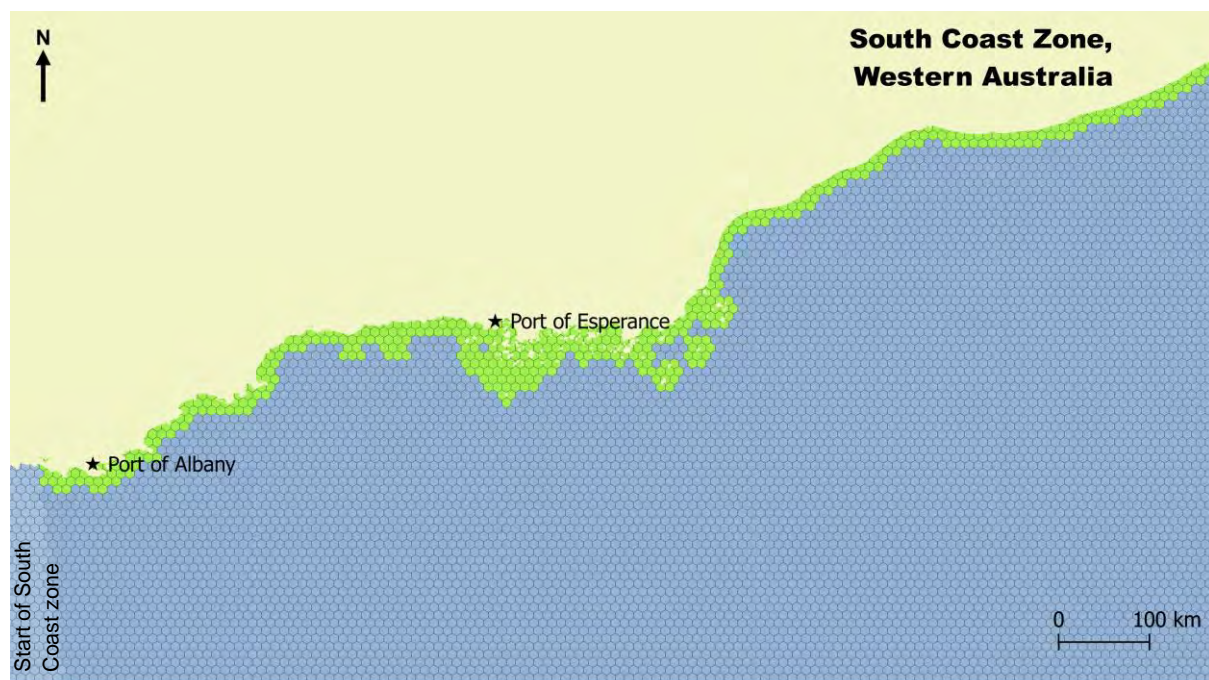 N
South Coast Zone,
Western Australia
Port of Esperance
Port of Albany
Start of South
Coast zone
0 100 km